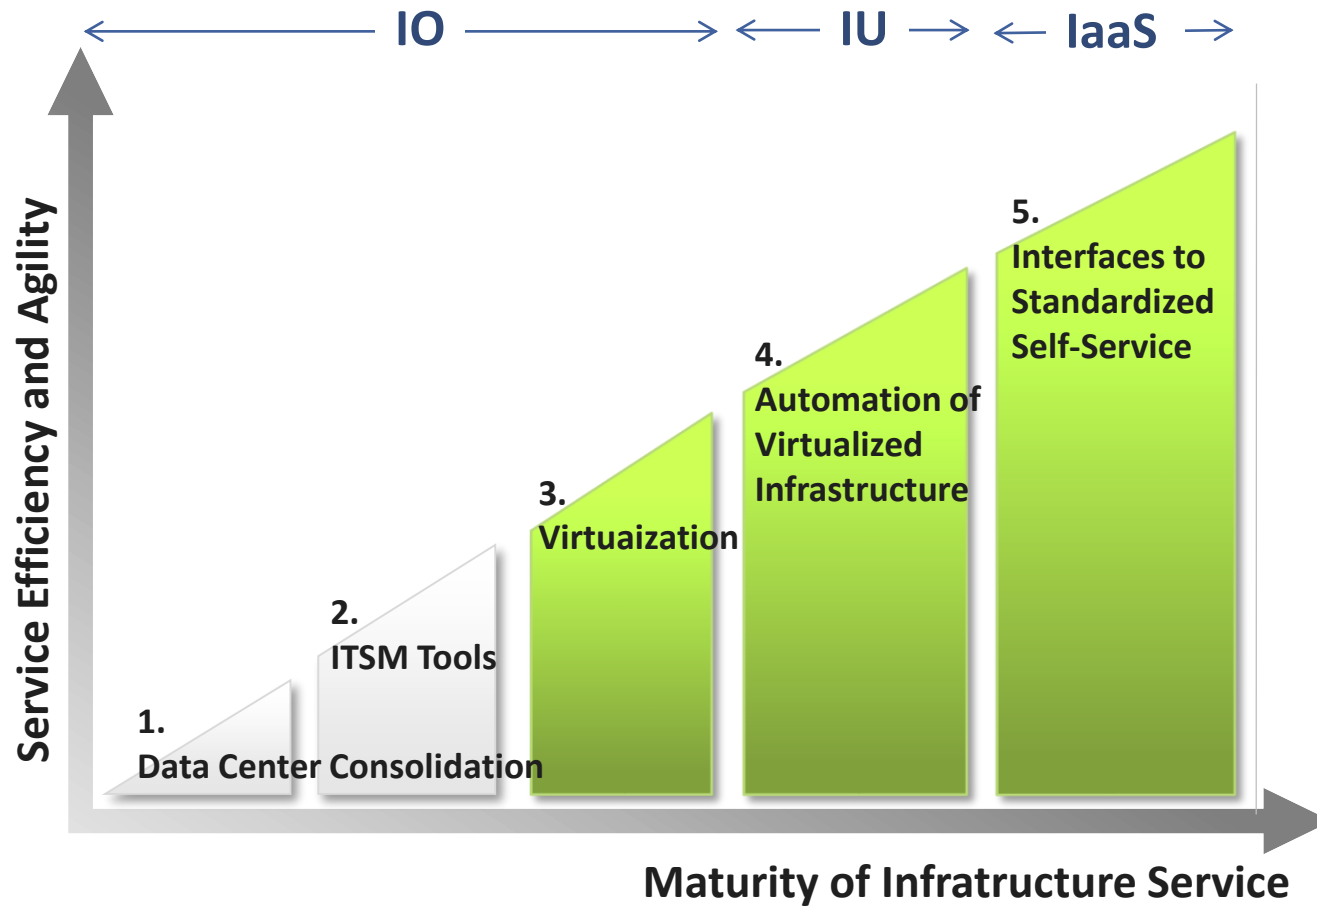 IO
IU
IaaS
Service Efficiency and Agility
1.
Data Center Consolidation
2.
ITSM Tools
3.
Virtuaization
4.
Automation of
Virtualized
Infrastructure
5.
Interfaces to
Standardized
Self-Service
Maturity of Infratructure Service